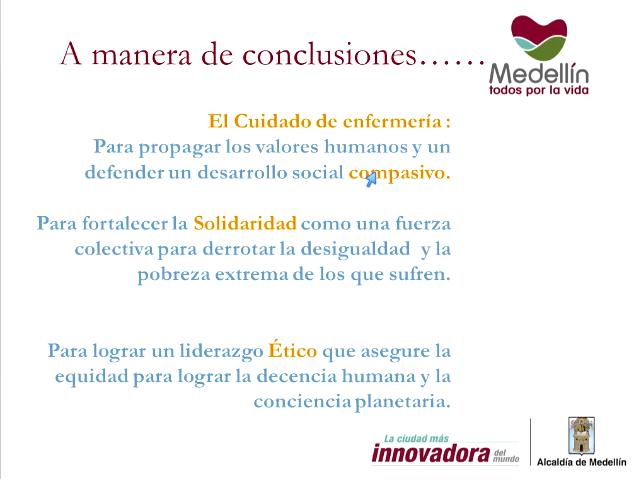 A manera de conclusiones……
Medellín
todos por la vida
El Cuidado de enfermería :
Para propagar los valores humanos y un
defender un desarrollo social compasivo.
Para fortalecer la Solidaridad como una fuerza
colectiva para derrotar la desigualdad y la
pobreza extrema de los que sufren.
Para lograr un liderazgo Ético que asegure la
equidad para lograr la decencia humana y la
conciencia planetaria.
La ciudad más
innovadora del mundo
Alcaldía de Medellín